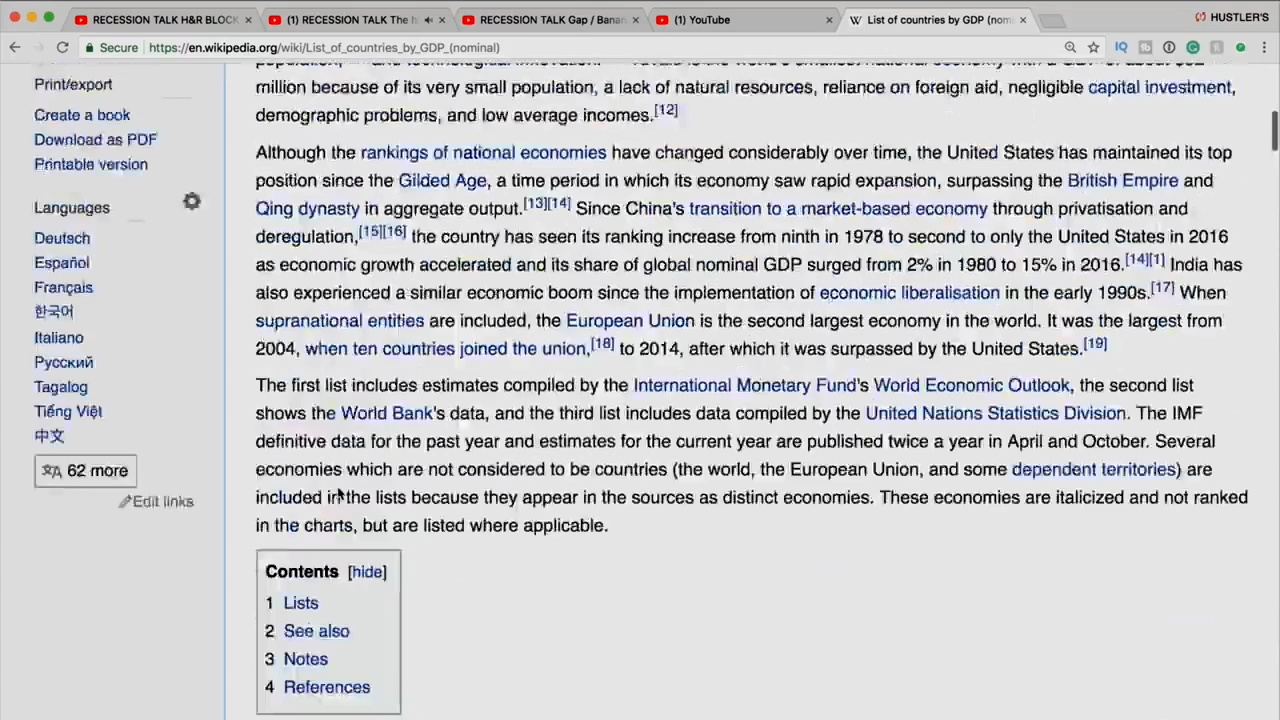 RECESSION TALK H&R BLOCK
(1) RECESSION TALK The h
RECESSION TALK Gap / Banan
(1) YouTube
List of countries by GDP (nom
HUSTLER'S
Secure https://en.wikipedia.org/wiki/List_of_countries_by_GDP_(nominal)
Print/export
Create a book
Download as PDF
Printable version
Languages
Deutsch
Español
Français
한국어
Italiano
Русский
Tagalog
Tiếng Việt
中文
62 more
Edit links
million because of its very small population, a lack of natural resources, reliance on foreign aid, negligible capital investment,
demographic problems, and low average incomes.[12]
Although the rankings of national economies have changed considerably over time, the United States has maintained its top
position since the Gilded Age, a time period in which its economy saw rapid expansion, surpassing the British Empire and
Qing dynasty in aggregate output.[13][14] Since China's transition to a market-based economy through privatisation and
deregulation,[15][16] the country has seen its ranking increase from ninth in 1978 to second to only the United States in 2016
as economic growth accelerated and its share of global nominal GDP surged from 2% in 1980 to 15% in 2016.[14][1] India has
also experienced a similar economic boom since the implementation of economic liberalisation in the early 1990s.[17] When
supranational entities are included, the European Union is the second largest economy in the world. It was the largest from
2004, when ten countries joined the union,[18] to 2014, after which it was surpassed by the United States.[19]
The first list includes estimates compiled by the International Monetary Fund's World Economic Outlook, the second list
shows the World Bank's data, and the third list includes data compiled by the United Nations Statistics Division. The IMF
definitive data for the past year and estimates for the current year are published twice a year in April and October. Several
economies which are not considered to be countries (the world, the European Union, and some dependent territories) are
included in the lists because they appear in the sources as distinct economies. These economies are italicized and not ranked
in the charts, but are listed where applicable.
Contents [hide]
1 Lists
2 See also
3 Notes
4 References